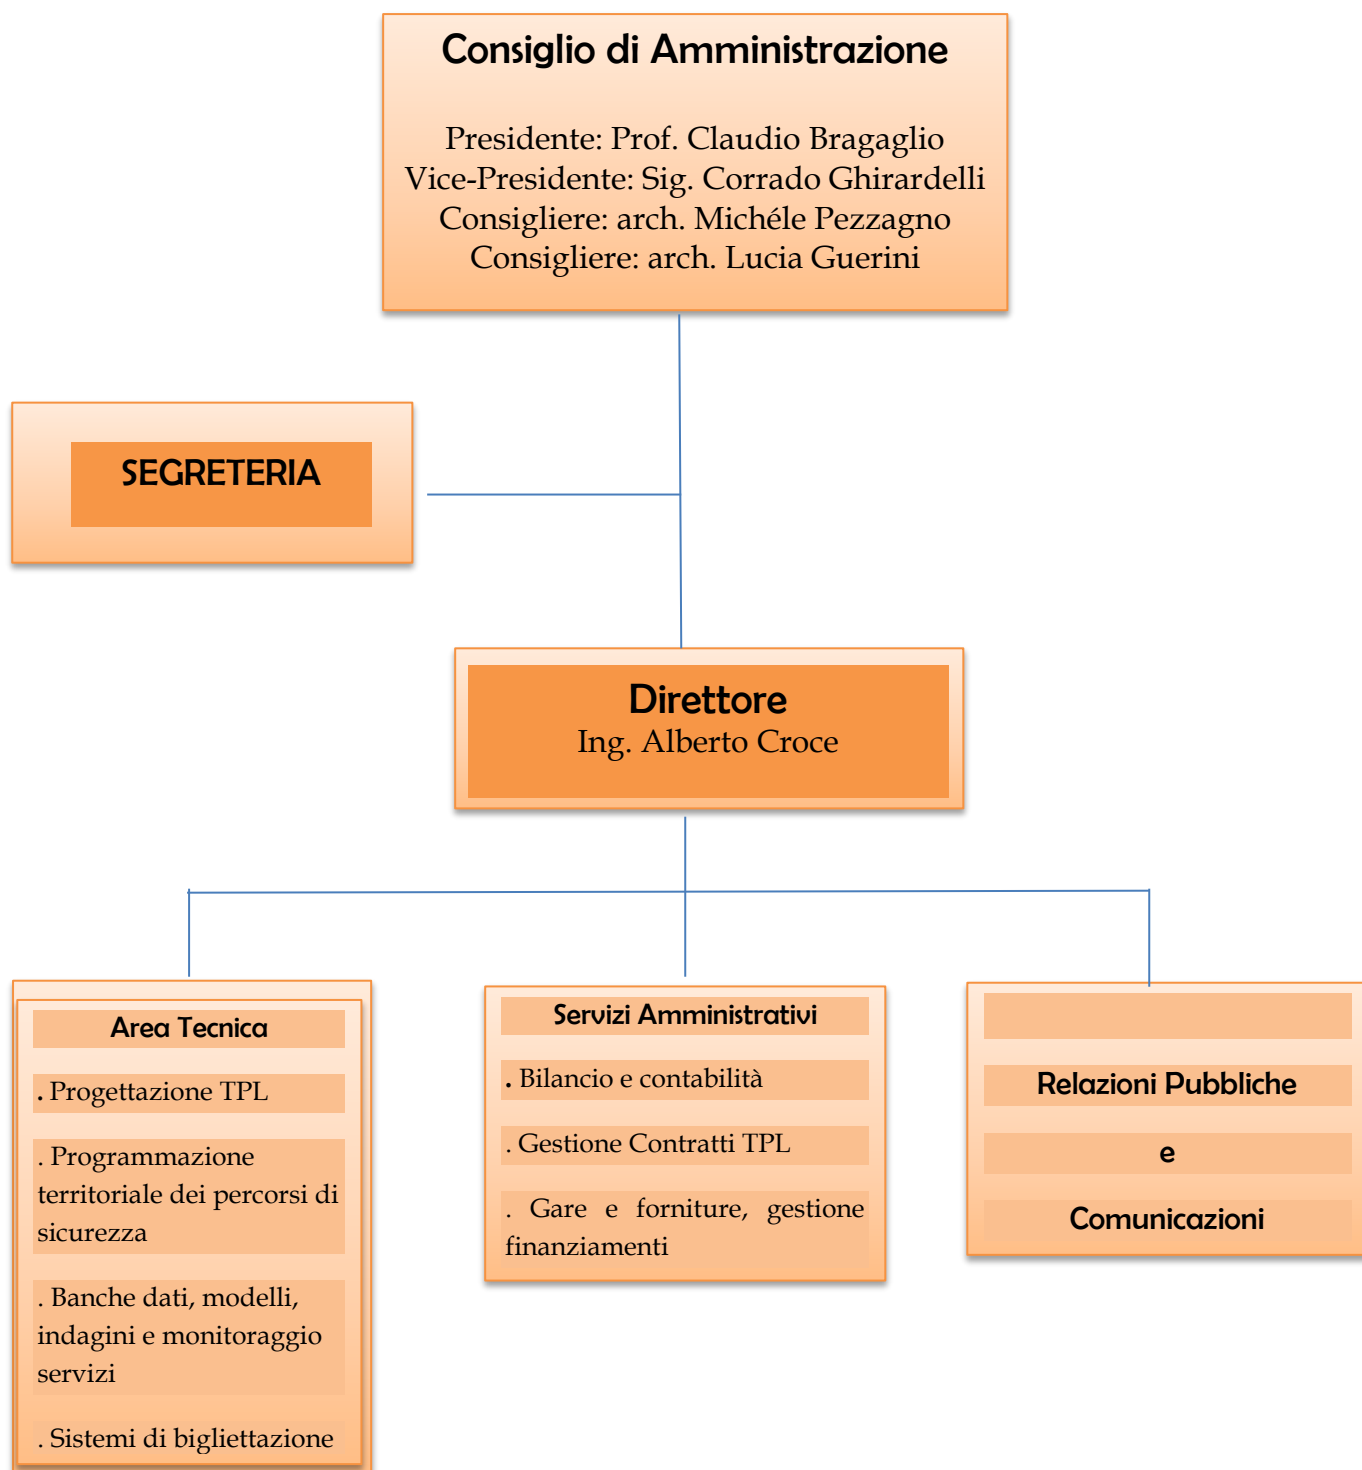 Consiglio di Amministrazione
Presidente: Prof. Claudio Bragaglio
Vice-Presidente: Sig. Corrado Ghirardelli
Consigliere: arch. Michéle Pezzagno
Consigliere: arch. Lucia Guerini
SEGRETERIA
Direttore
Ing. Alberto Croce
Area Tecnica
. Progettazione TPL
. Programmazione
territoriale dei percorsi di
sicurezza
. Banche dati, modelli,
indagini e monitoraggio
servizi
. Sistemi di bigliettazione
Servizi Amministrativi
. Bilancio e contabilità
. Gestione Contratti TPL
. Gare e forniture, gestione
finanziamenti
Relazioni Pubbliche
e
Comunicazioni